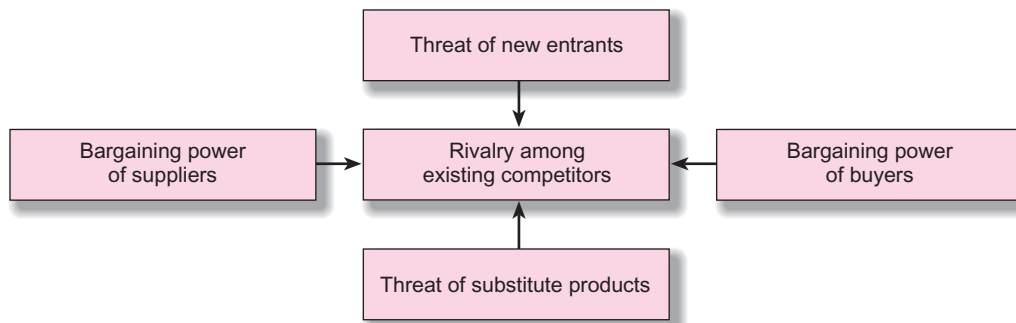 Threat of new entrants
Bargaining power
of suppliers
Rivalry among
existing competitors
Bargaining power
of buyers
Threat of substitute products